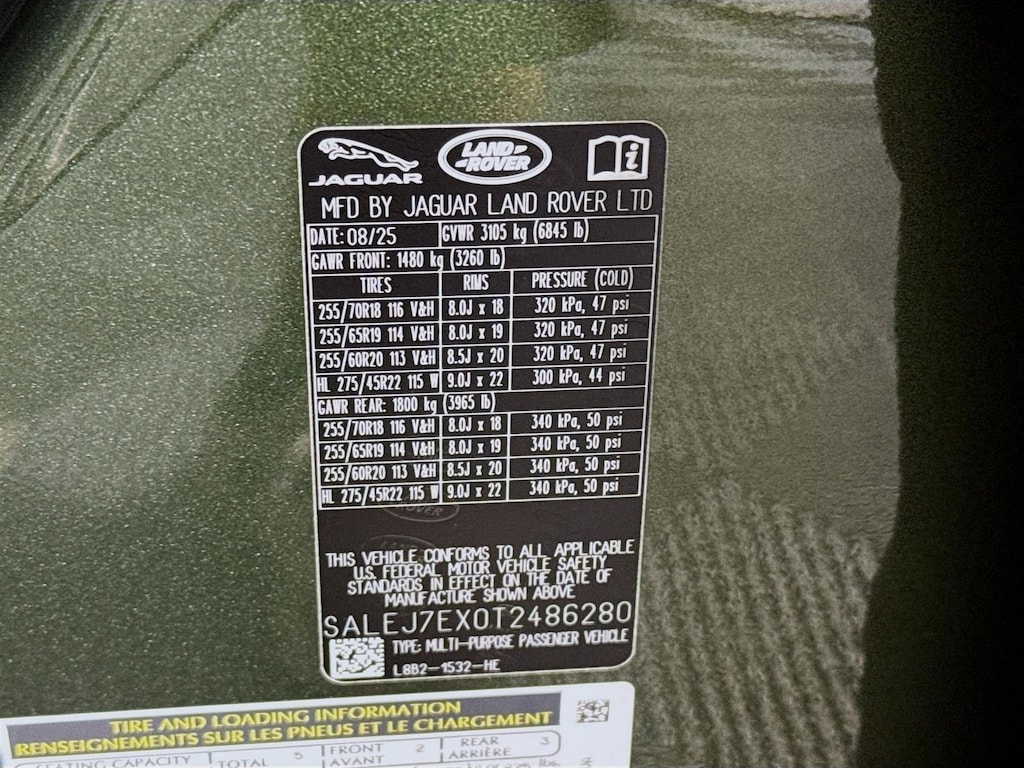 JAGUAR
LAND ROVER
MFD BY JAGUAR LAND ROVER LTD
DATE: 08/25 GVWR 3105 kg (6845 lb)
GAWR FRONT: 1480 kg (3260 lb)
TIRES RIMS PRESSURE (COLD)
255/70R18 116 V&H 8.0J x 18 320 kPa, 47 psi
255/65R19 114 V&H 8.0J x 19 320 kPa, 47 psi
255/60R20 113 V&H 8.5J x 20 320 kPa, 47 psi
HL 275/45R22 115 W 9.0J x 22 300 kPa, 44 psi
GAWR REAR: 1800 kg (3965 lb)
255/70R18 116 V&H 8.0J x 18 340 kPa, 50 psi
255/65R19 114 V&H 8.0J x 19 340 kPa, 50 psi
255/60R20 113 V&H 8.5J x 20 340 kPa, 50 psi
HL 275/45R22 115 W 9.0J x 22 340 kPa, 50 psi
THIS VEHICLE CONFORMS TO ALL APPLICABLE
U.S. FEDERAL MOTOR VEHICLE SAFETY
STANDARDS IN EFFECT ON THE DATE OF
MANUFACTURE SHOWN ABOVE
SALEJ7EX0T2486280
TYPE: MULTI-PURPOSE PASSENGER VEHICLE
L8B2-1532-HE
TIRE AND LOADING INFORMATION
RENSEIGNEMENTS SUR LES PNEUS ET LE CHARGEMENT
SEATING CAPACITY TOTAL 5 FRONT 2 REAR 3
AVANT ARRIÈRE